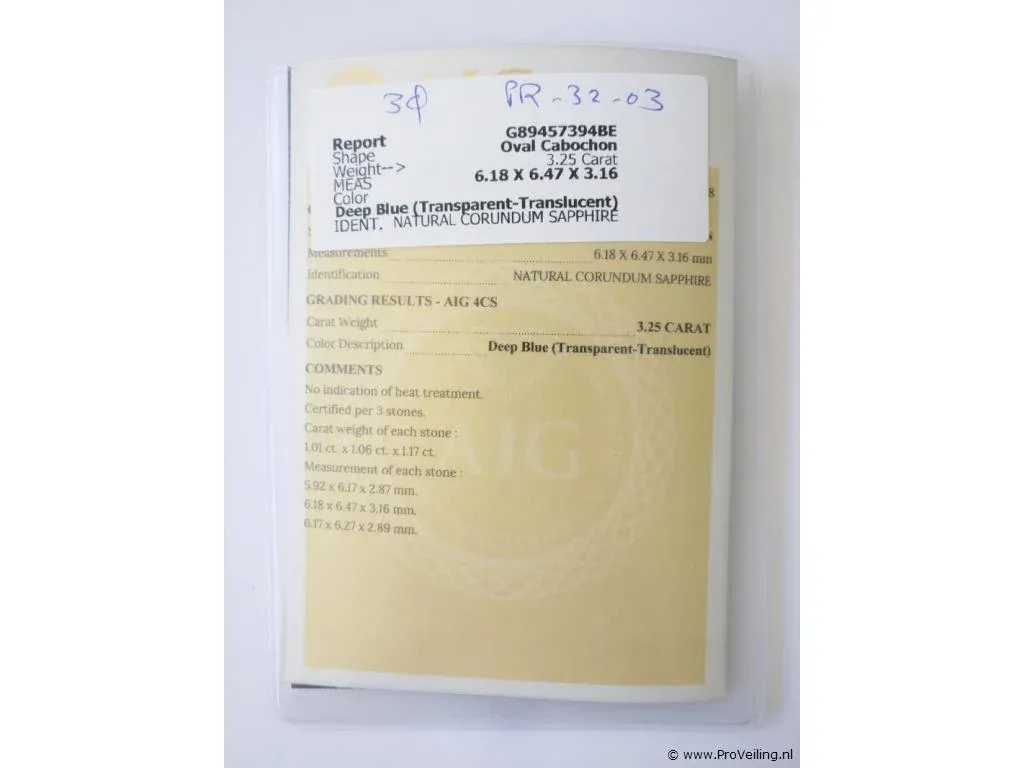 AIG
3φ PR-32-03
Report G89457394BE
Shape Oval Cabochon
Weight--> 3.25 Carat
MEAS 6.18 X 6.47 X 3.16
Color
Deep Blue (Transparent-Translucent)
IDENT. NATURAL CORUNDUM SAPPHIRE
8
N
Measurements 6.18 X 6.47 X 3.16 mm
Identification NATURAL CORUNDUM SAPPHIRE
GRADING RESULTS - AIG 4CS
Carat Weight 3.25 CARAT
Color Description Deep Blue (Transparent-Translucent)
COMMENTS
No indication of heat treatment.
Certified per 3 stones.
Carat weight of each stone :
1.01 ct. x 1.06 ct. x 1.17 ct.
AIG
Measurement of each stone :
5.92 x 6.17 x 2.87 mm.
6.18 x 6.47 x 3.16 mm.
6.17 x 6.27 x 2.89 mm.
© www.ProVeiling.nl